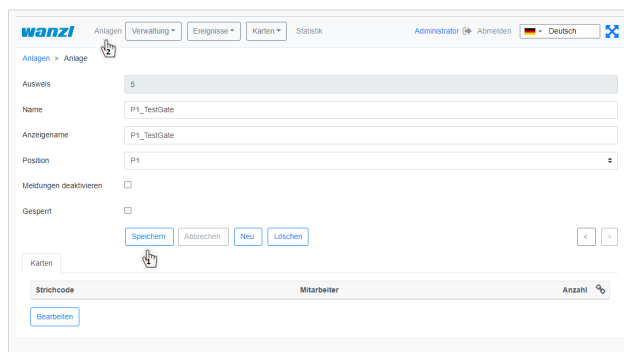 wanzl Anlagen Verwaltung Ereignisse Karten Statistik Administrator Abmelden Deutsch
2
Anlagen > Anlage
Ausweis 5
Name P1_TestGate
Anzeigename P1_TestGate
Position P1
Meldungen deaktivieren
Gesperrt
Speichern Abbrechen Neu Löschen < >
1
Karten
Strichcode Mitarbeiter Anzahl
Bearbeiten